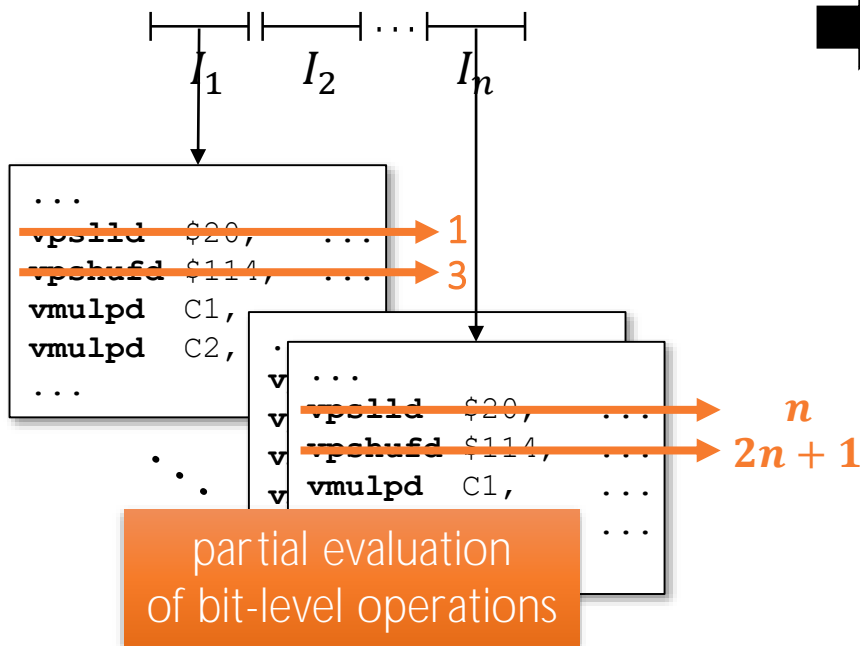 ...
I₁ I₂ Iₙ
...
vpslld $20, ... 1
vpshufd $114, ... 3
vmulpd C1,
vmulpd C2,
...
.
v
v
v
v
...
vpslld $20, ... n
vpshufd $114, ... 2n + 1
vmulpd C1, ...
...
partial evaluation
of bit-level operations